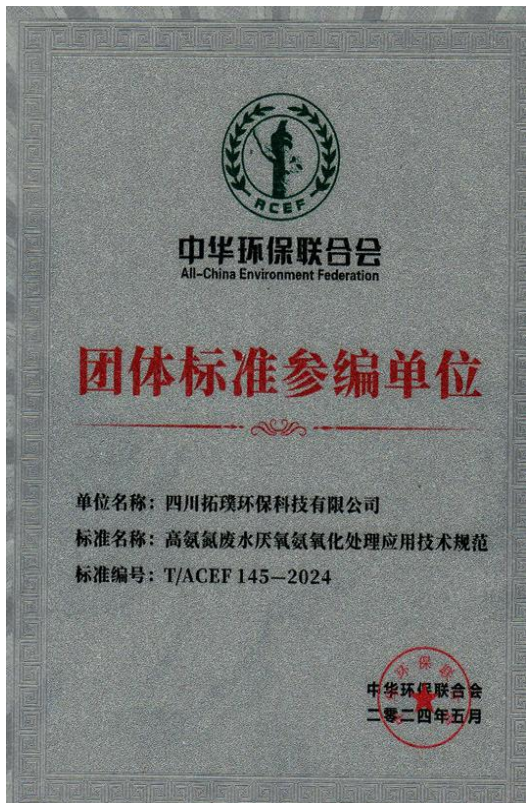 ACEF
中华环保联合会
All-China Environment Federation
团体标准参编单位
单位名称：四川拓璞环保科技有限公司
标准名称：高氨氮废水厌氧氨氧化处理应用技术规范
标准编号：T/ACEF 145—2024
中华环保联合会
二零二四年五月